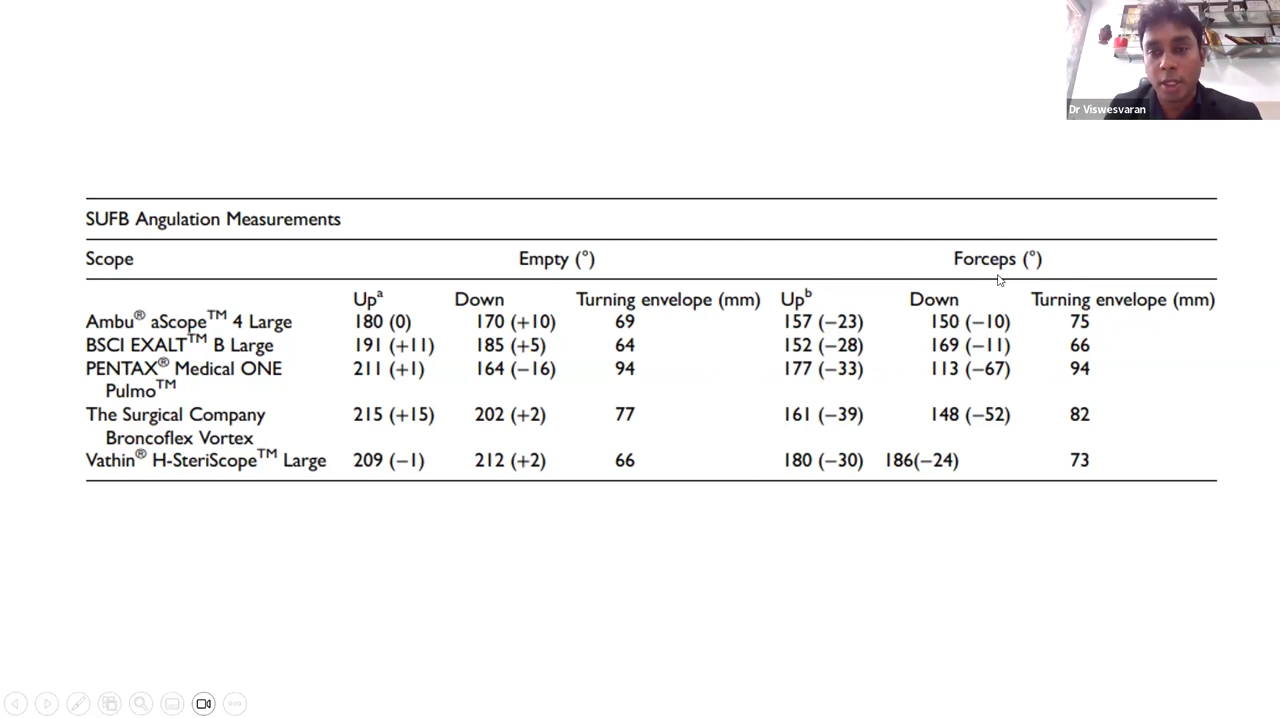 Dr Viswesvaran
SUFB Angulation Measurements
Scope Empty (°) Forceps (°)
Upᵃ Down Turning envelope (mm) Upᵇ Down Turning envelope (mm)
Ambu® aScope™ 4 Large 180 (0) 170 (+10) 69 157 (−23) 150 (−10) 75
BSCI EXALT™ B Large 191 (+11) 185 (+5) 64 152 (−28) 169 (−11) 66
PENTAX® Medical ONE 211 (+1) 164 (−16) 94 177 (−33) 113 (−67) 94
Pulmo™
The Surgical Company 215 (+15) 202 (+2) 77 161 (−39) 148 (−52) 82
Broncoflex Vortex
Vathin® H-SteriScope™ Large 209 (−1) 212 (+2) 66 180 (−30) 186(−24) 73